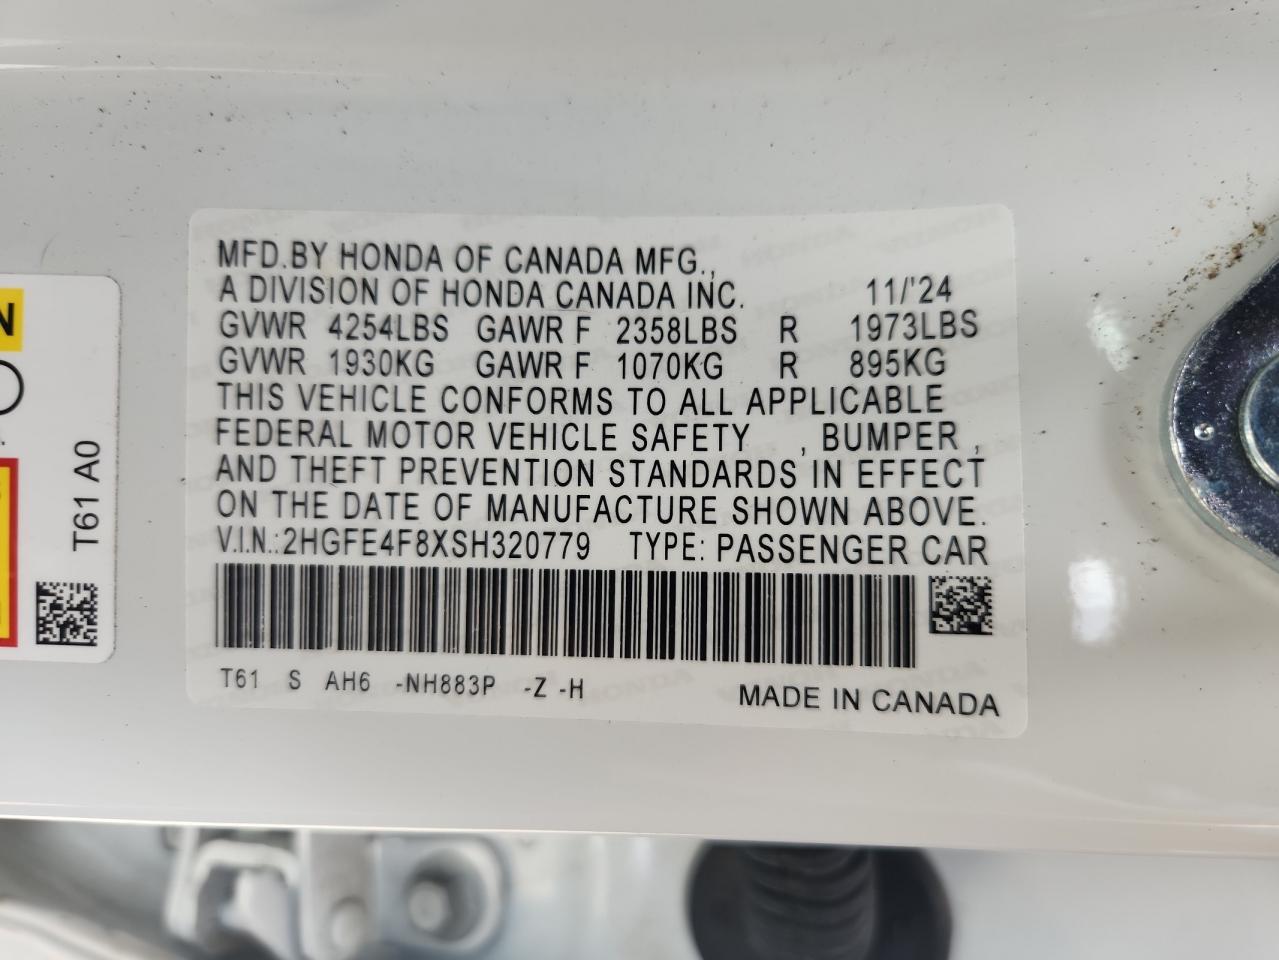 MFD.BY HONDA OF CANADA MFG.,
A DIVISION OF HONDA CANADA INC. 11/'24
GVWR 4254LBS GAWR F 2358LBS R 1973LBS
GVWR 1930KG GAWR F 1070KG R 895KG
THIS VEHICLE CONFORMS TO ALL APPLICABLE
FEDERAL MOTOR VEHICLE SAFETY , BUMPER ,
AND THEFT PREVENTION STANDARDS IN EFFECT
ON THE DATE OF MANUFACTURE SHOWN ABOVE.
V.I.N.:2HGFE4F8XSH320779 TYPE: PASSENGER CAR
T61 S AH6 -NH883P -Z -H
MADE IN CANADA
T61 A0